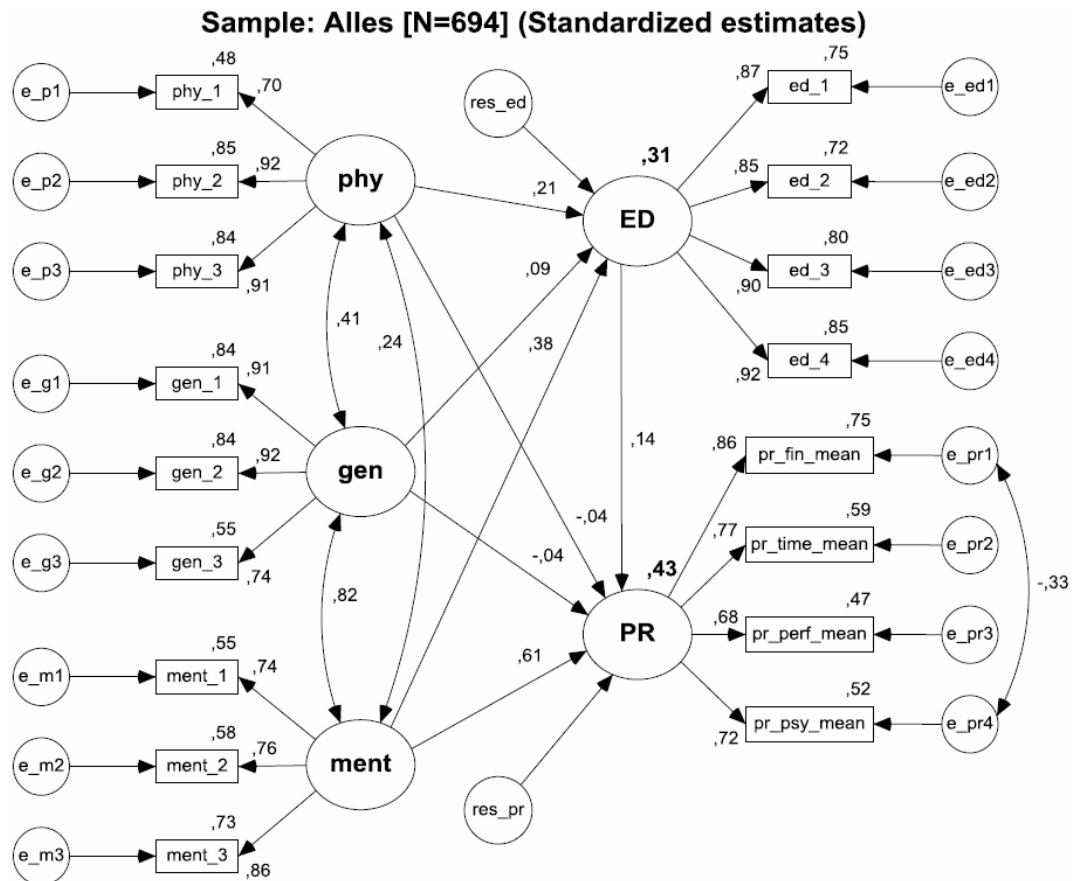 Sample: Alles [N=694] (Standardized estimates)
,48
,75
e_p1
phy_1
,70
res_ed
,87
ed_1
e_ed1
,85
,31
,72
e_p2
phy_2
,92
phy
,21
ED
,85
ed_2
e_ed2
,84
,80
e_p3
phy_3
,91
,09
,90
ed_3
e_ed3
,41
,24
,38
,85
,84
e_g1
gen_1
,91
,92
ed_4
e_ed4
,84
,14
,86
,75
pr_fin_mean
e_pr1
e_g2
gen_2
,92
gen
-,04
,59
,55
-,04
,77
pr_time_mean
e_pr2
e_g3
gen_3
,74
,43
-,33
,82
,47
PR
,68
pr_perf_mean
e_pr3
,55
,61
e_m1
ment_1
,74
,52
,58
,72
pr_psy_mean
e_pr4
e_m2
ment_2
,76
ment
res_pr
,73
e_m3
ment_3
,86